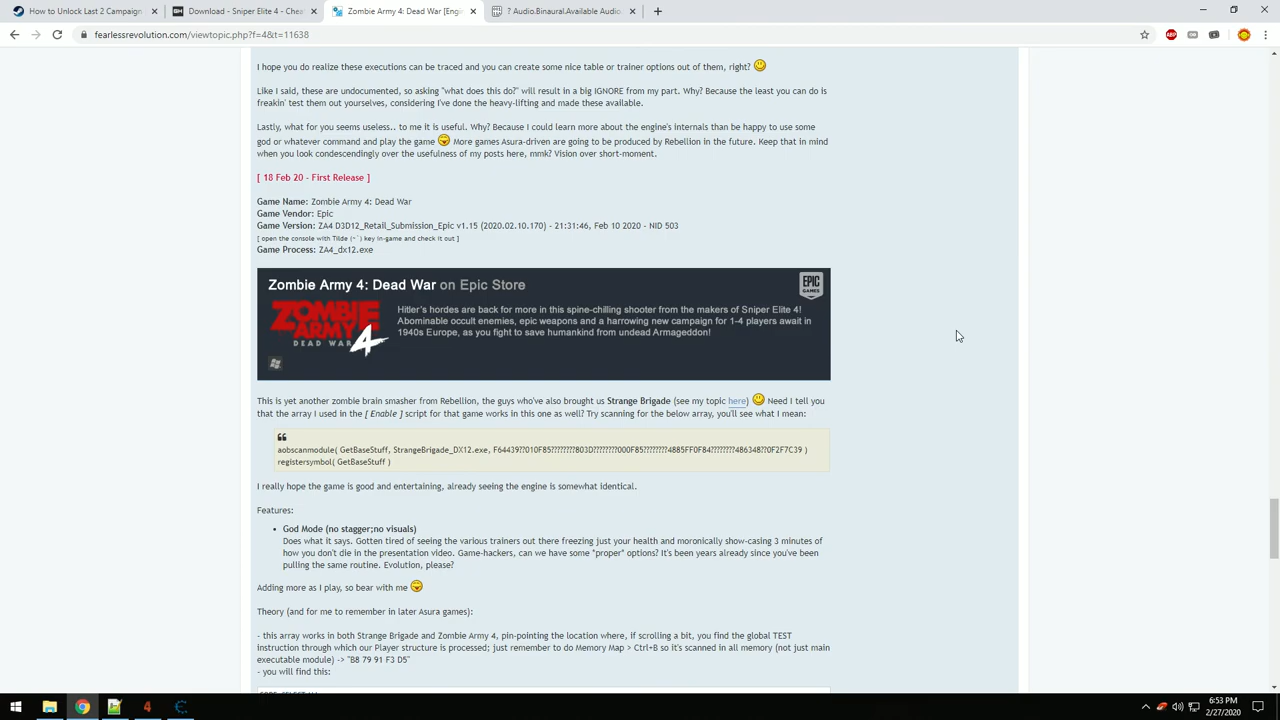 How to Unlock Last 2 Campaign
Download - Sniper Elite 4 - Chea
Zombie Army 4: Dead War [Engi
? Audio.Binaural.Available Audio
fearlessrevolution.com/viewtopic.php?f=4&t=11638
I hope you do realize these executions can be traced and you can create some nice table or trainer options out of them, right?
Like I said, these are undocumented, so asking "what does this do?" will result in a big IGNORE from my part. Why? Because the least you can do is
freakin' test them out yourselves, considering I've done the heavy-lifting and made these available.
Lastly, what for you seems useless.. to me it is useful. Why? Because I could learn more about the engine's internals than be happy to use some
god or whatever command and play the game More games Asura-driven are going to be produced by Rebellion in the future. Keep that in mind
when you look condescendingly over the usefulness of my posts here, mmk? Vision over short-moment.
[ 18 Feb 20 - First Release ]
Game Name: Zombie Army 4: Dead War
Game Vendor: Epic
Game Version: ZA4 D3D12_Retail_Submission_Epic v1.15 (2020.02.10.170) - 21:31:46, Feb 10 2020 - NID 503
[ open the console with Tilde (~`) key in-game and check it out ]
Game Process: ZA4_dx12.exe
Zombie Army 4: Dead War on Epic Store
EPIC
GAMES
ZOMBIE
ARMY
DEAD WAR
4
Hitler's hordes are back for more in this spine-chilling shooter from the makers of Sniper Elite 4!
Abominable occult enemies, epic weapons and a harrowing new campaign for 1-4 players await in
1940s Europe, as you fight to save humankind from undead Armageddon!
This is yet another zombie brain smasher from Rebellion, the guys who've also brought us Strange Brigade (see my topic here) Need I tell you
that the array I used in the [ Enable ] script for that game works in this one as well? Try scanning for the below array, you'll see what I mean:
aobscanmodule( GetBaseStuff, StrangeBrigade_DX12.exe, F64439??010F85????????803D????????000F85????????4885FF0F84????????486348??0F2F7C39 )
registersymbol( GetBaseStuff )
I really hope the game is good and entertaining, already seeing the engine is somewhat identical.
Features:
God Mode (no stagger;no visuals)
Does what it says. Gotten tired of seeing the various trainers out there freezing just your health and moronically show-casing 3 minutes of
how you don't die in the presentation video. Game-hackers, can we have some *proper* options? It's been years already since you've been
pulling the same routine. Evolution, please?
Adding more as I play, so bear with me
Theory (and for me to remember in later Asura games):
- this array works in both Strange Brigade and Zombie Army 4, pin-pointing the location where, if scrolling a bit, you find the global TEST
instruction through which our Player structure is processed; just remember to do Memory Map > Ctrl+B so it's scanned in all memory (not just main
executable module) -> "B8 79 91 F3 D5"
- you will find this:
6:53 PM
2/27/2020